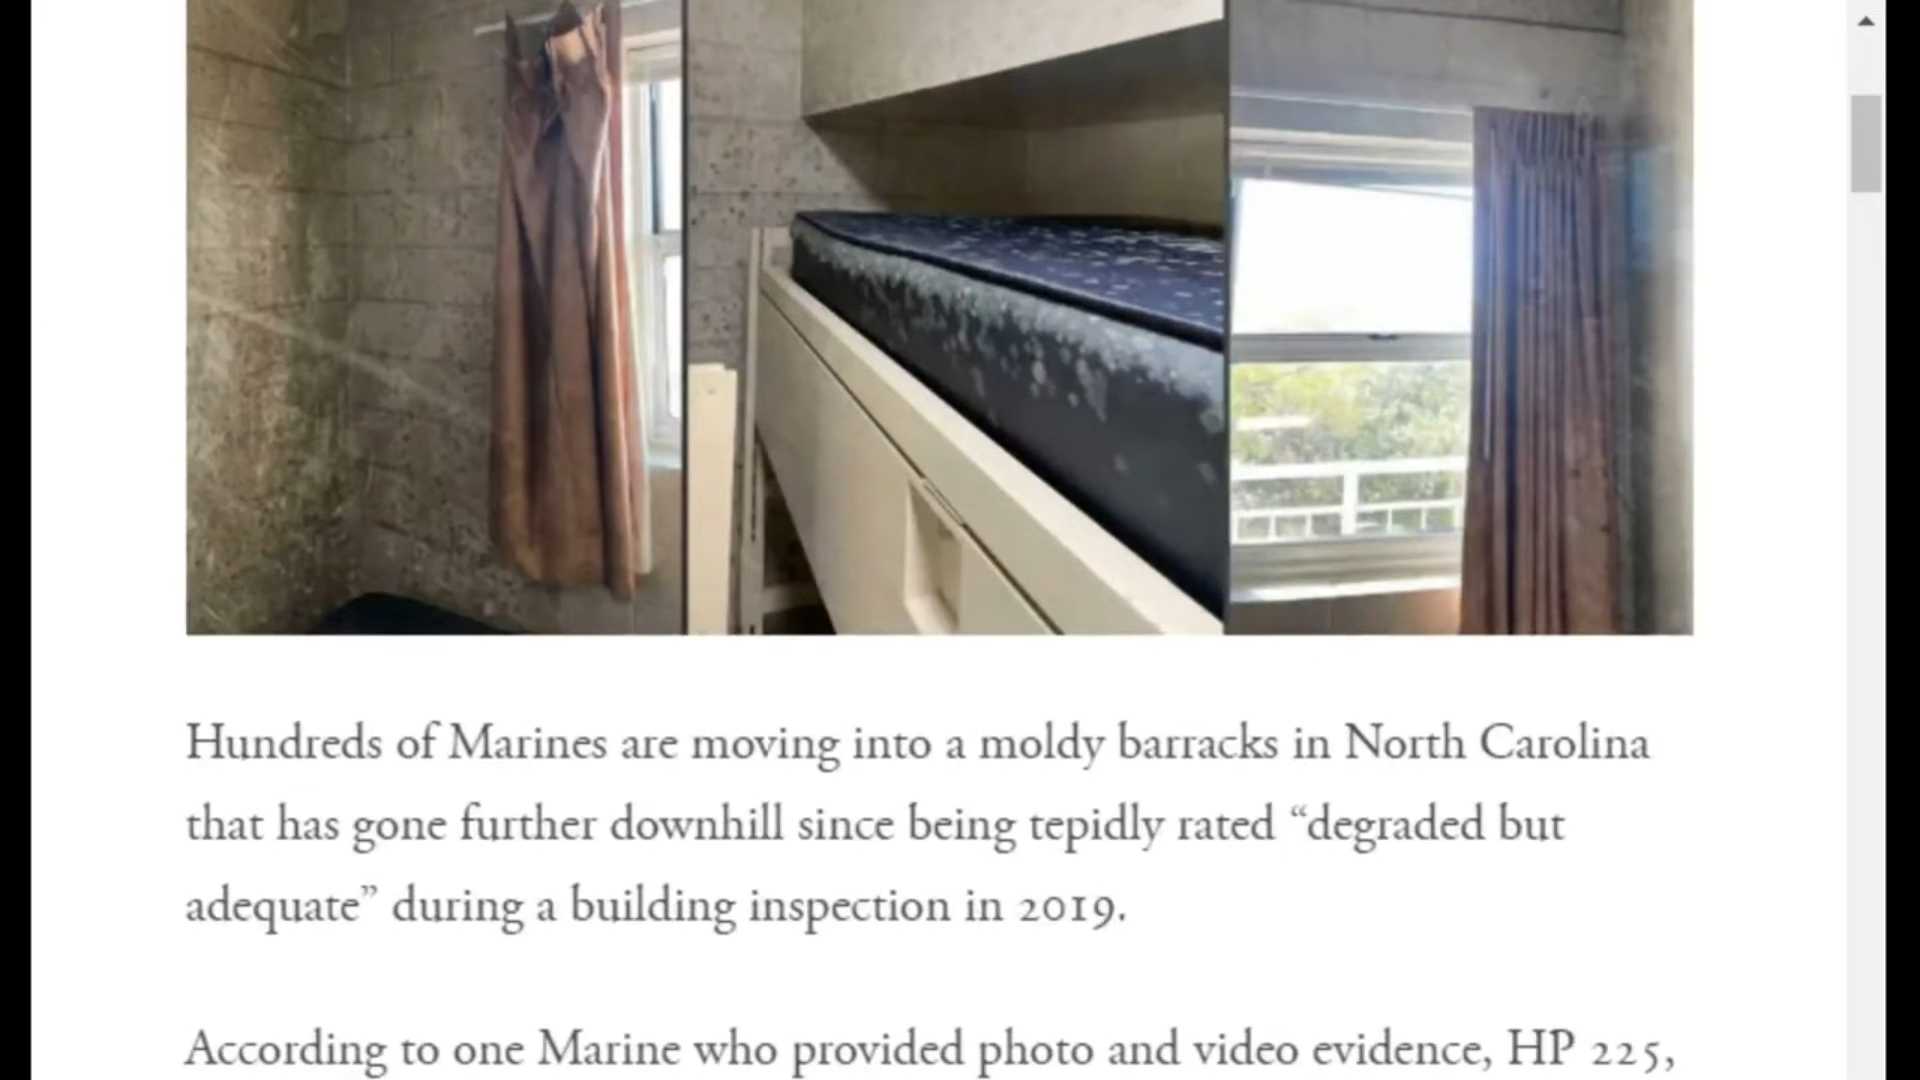 Hundreds of Marines are moving into a moldy barracks in North Carolina
that has gone further downhill since being tepidly rated “degraded but
adequate” during a building inspection in 2019.
According to one Marine who provided photo and video evidence, HP 225,